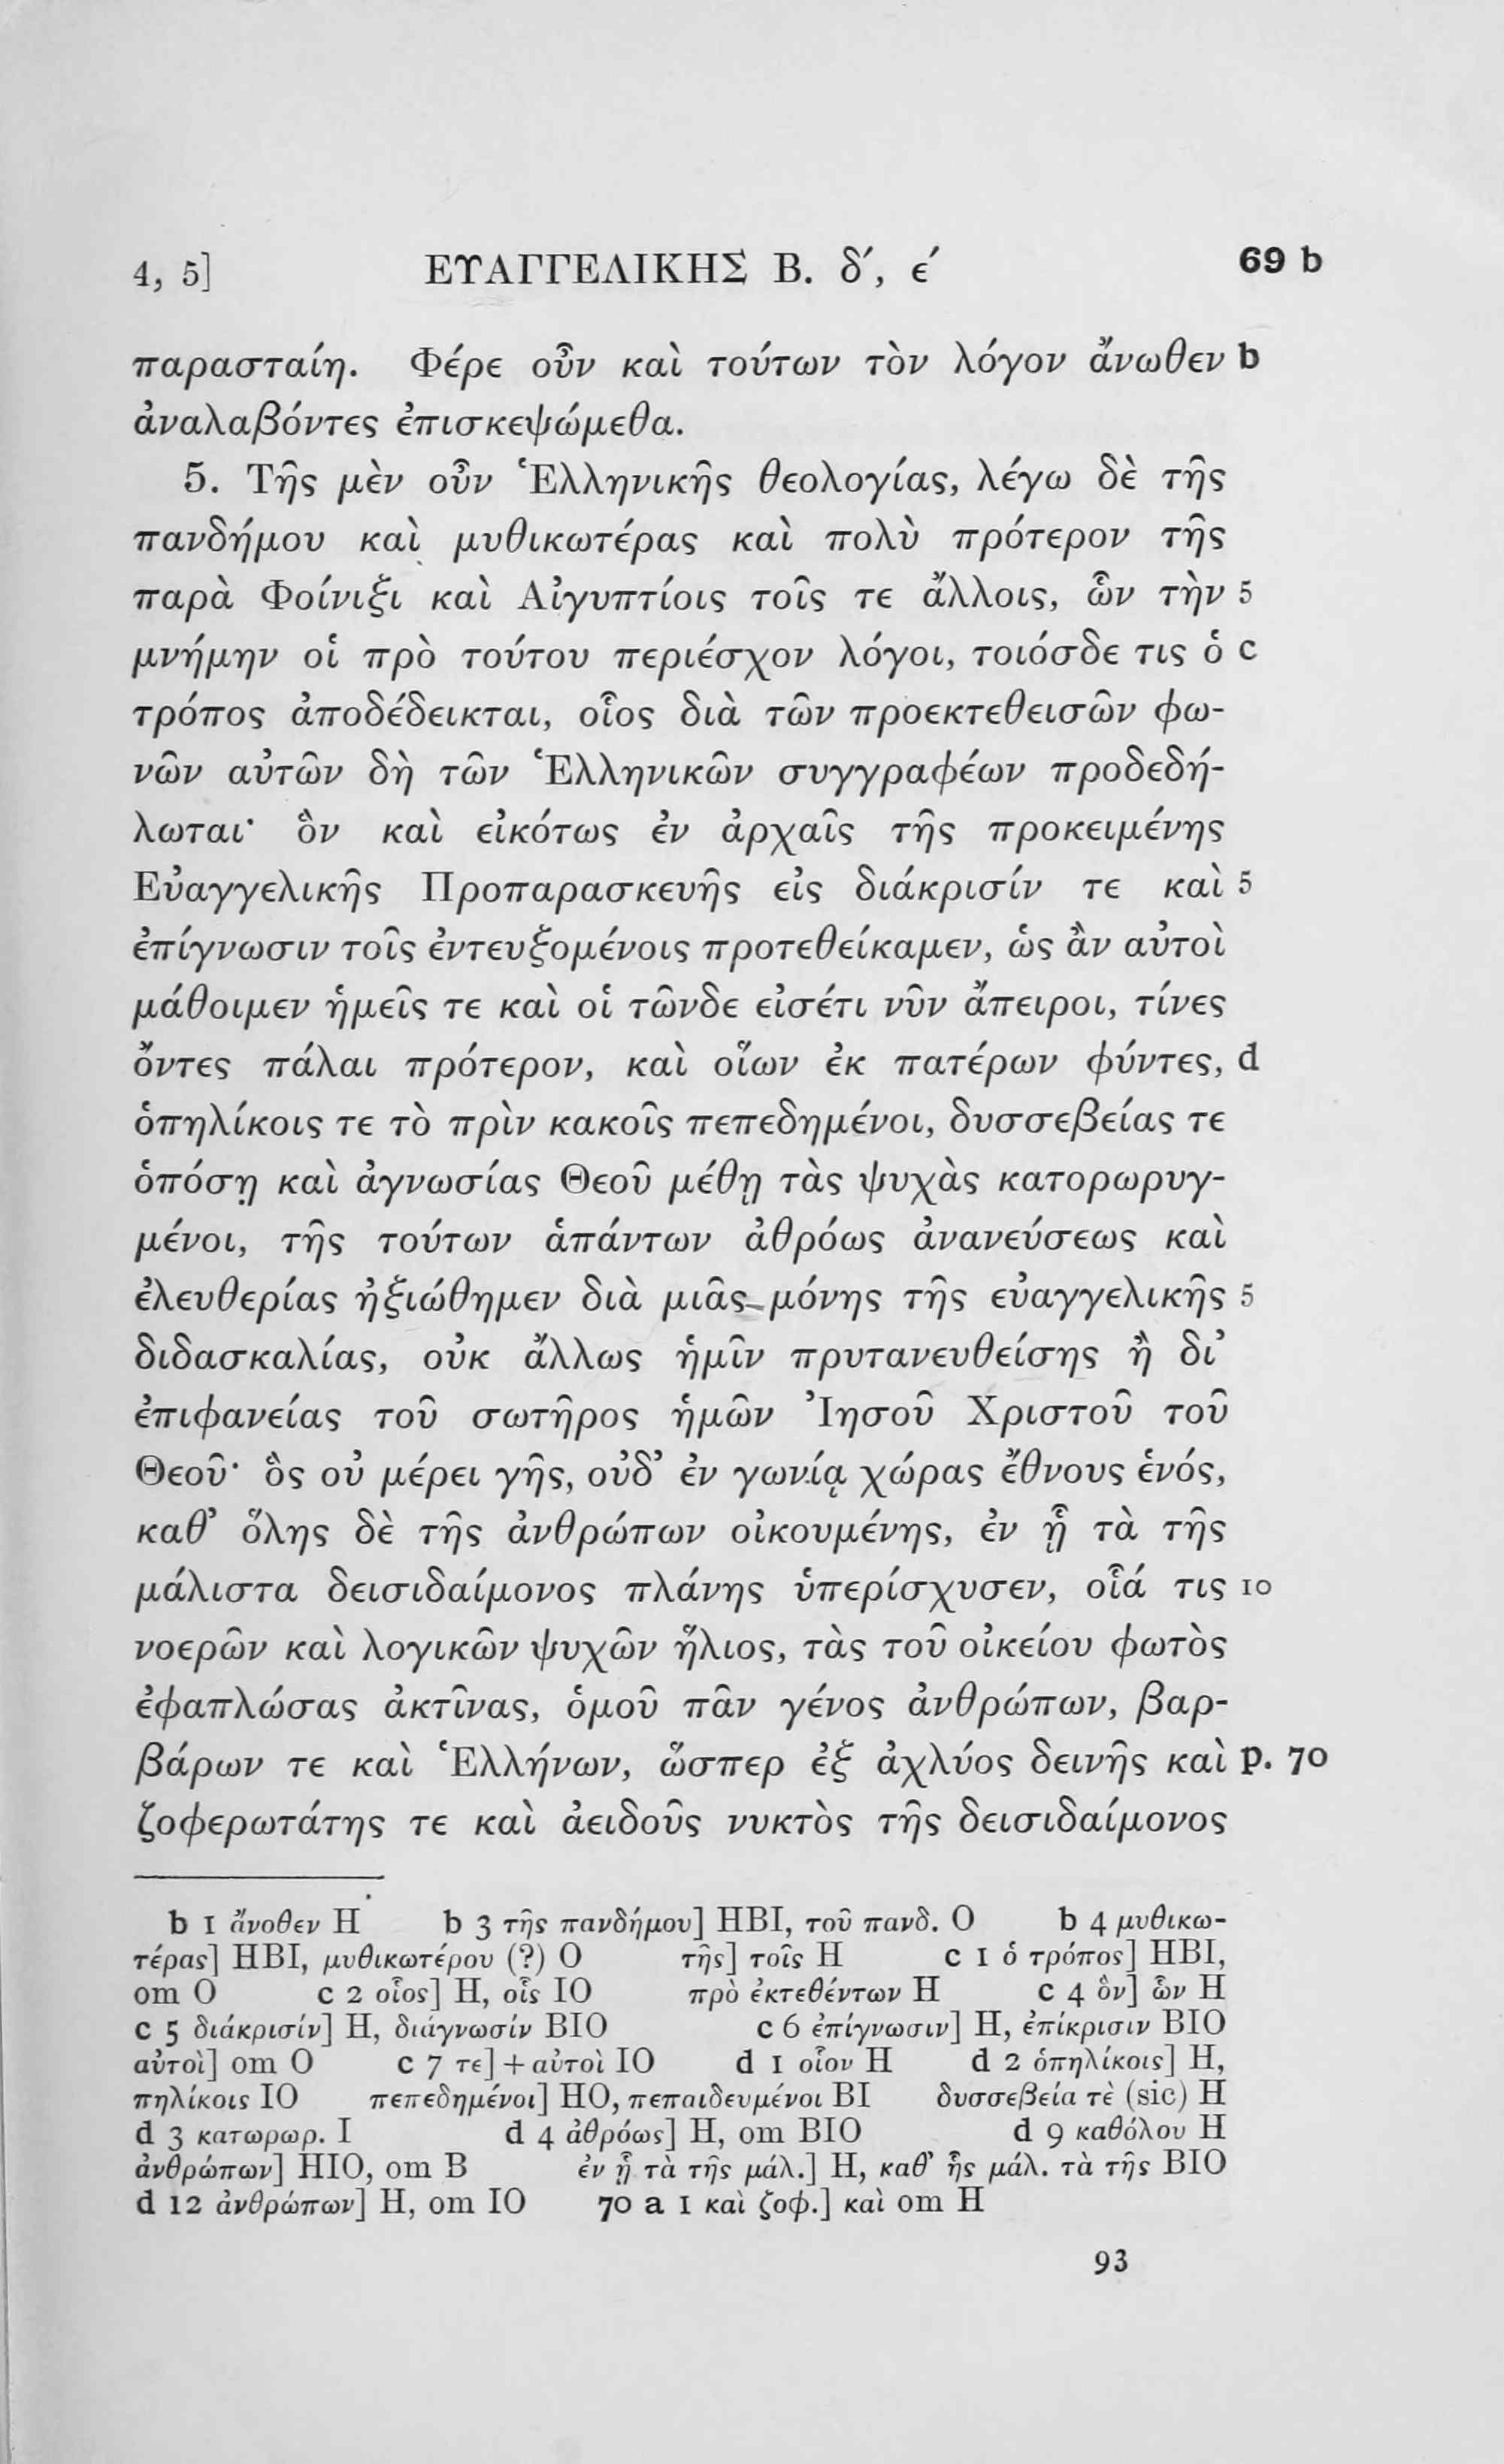 4, 5] ΕΥΑΓΓΕΛΙΚΗΣ Β. δ′, ε′ 69 b
παρασταίη. Φέρε οὖν καὶ τούτων τὸν λόγον ἄνωθεν b
ἀναλαβόντες ἐπισκεψώμεθα.
5. Τῆς μὲν οὖν Ἑλληνικῆς θεολογίας, λέγω δὲ τῆς
πανδήμου καὶ μυθικωτέρας καὶ πολὺ πρότερον τῆς
παρὰ Φοίνιξι καὶ Αἰγυπτίοις τοῖς τε ἄλλοις, ὧν τὴν 5
μνήμην οἱ πρὸ τούτου περιέσχον λόγοι, τοιόσδε τις ὁ c
τρόπος ἀποδέδεικται, οἷος διὰ τῶν προεκτεθεισῶν φω-
νῶν αὐτῶν δὴ τῶν Ἑλληνικῶν συγγραφέων προδεδή-
λωται· ὃν καὶ εἰκότως ἐν ἀρχαῖς τῆς προκειμένης
Εὐαγγελικῆς Προπαρασκευῆς εἰς διάκρισίν τε καὶ 5
ἐπίγνωσιν τοῖς ἐντευξομένοις προτεθείκαμεν, ὡς ἂν αὐτοὶ
μάθοιμεν ἡμεῖς τε καὶ οἱ τῶνδε εἰσέτι νῦν ἄπειροι, τίνες
ὄντες πάλαι πρότερον, καὶ οἵων ἐκ πατέρων φύντες, d
ὁπηλίκοις τε τὸ πρὶν κακοῖς πεπεδημένοι, δυσσεβείας τε
ὁπόσῃ καὶ ἀγνωσίας Θεοῦ μέθῃ τὰς ψυχὰς κατορωρυγ-
μένοι, τῆς τούτων ἁπάντων ἀθρόως ἀνανεύσεως καὶ
ἐλευθερίας ἠξιώθημεν διὰ μιᾶς μόνης τῆς εὐαγγελικῆς 5
διδασκαλίας, οὐκ ἄλλως ἡμῖν πρυτανευθείσης ἢ δι’
ἐπιφανείας τοῦ σωτῆρος ἡμῶν Ἰησοῦ Χριστοῦ τοῦ
Θεοῦ· ὃς οὐ μέρει γῆς, οὐδ’ ἐν γωνίᾳ χώρας ἔθνους ἑνός,
καθ’ ὅλης δὲ τῆς ἀνθρώπων οἰκουμένης, ἐν ᾗ τὰ τῆς
μάλιστα δεισιδαίμονος πλάνης ὑπερίσχυσεν, οἷά τις 10
νοερῶν καὶ λογικῶν ψυχῶν ἥλιος, τὰς τοῦ οἰκείου φωτὸς
ἐφαπλώσας ἀκτῖνας, ὁμοῦ πᾶν γένος ἀνθρώπων, βαρ-
βάρων τε καὶ Ἑλλήνων, ὥσπερ ἐξ ἀχλύος δεινῆς καὶ p. 70
ζοφερωτάτης τε καὶ ἀειδοῦς νυκτὸς τῆς δεισιδαίμονος
b 1 ἄνοθεν H b 3 τῆς πανδήμου] HBI, τοῦ πανδ. O b 4 μυθικω-
τέρας] HBI, μυθικωτέρου (?) O τῆς] τοῖς H c 1 ὁ τρόπος] HBI,
om O c 2 οἷος] H, οἷς IO πρὸ ἐκτεθέντων H c 4 ὃν] ὧν H
c 5 διάκρισίν] H, διάγνωσίν BIO c 6 ἐπίγνωσιν] H, ἐπίκρισιν BIO
αὐτοὶ] om O c 7 τε] + αὐτοὶ IO d 1 οἷον H d 2 ὁπηλίκοις] H,
πηλίκοις IO πεπεδημένοι] HO, πεπαιδευμένοι BI δυσσεβεία τὲ (sic) H
d 3 κατωρωρ. I d 4 ἀθρόως] H, om BIO d 9 καθόλου H
ἀνθρώπων] HIO, om B ἐν ᾗ τὰ τῆς μάλ.] H, καθ’ ἧς μάλ. τὰ τῆς BIO
d 12 ἀνθρώπων] H, om IO 70 a 1 καὶ ζοφ.] καὶ om H
93